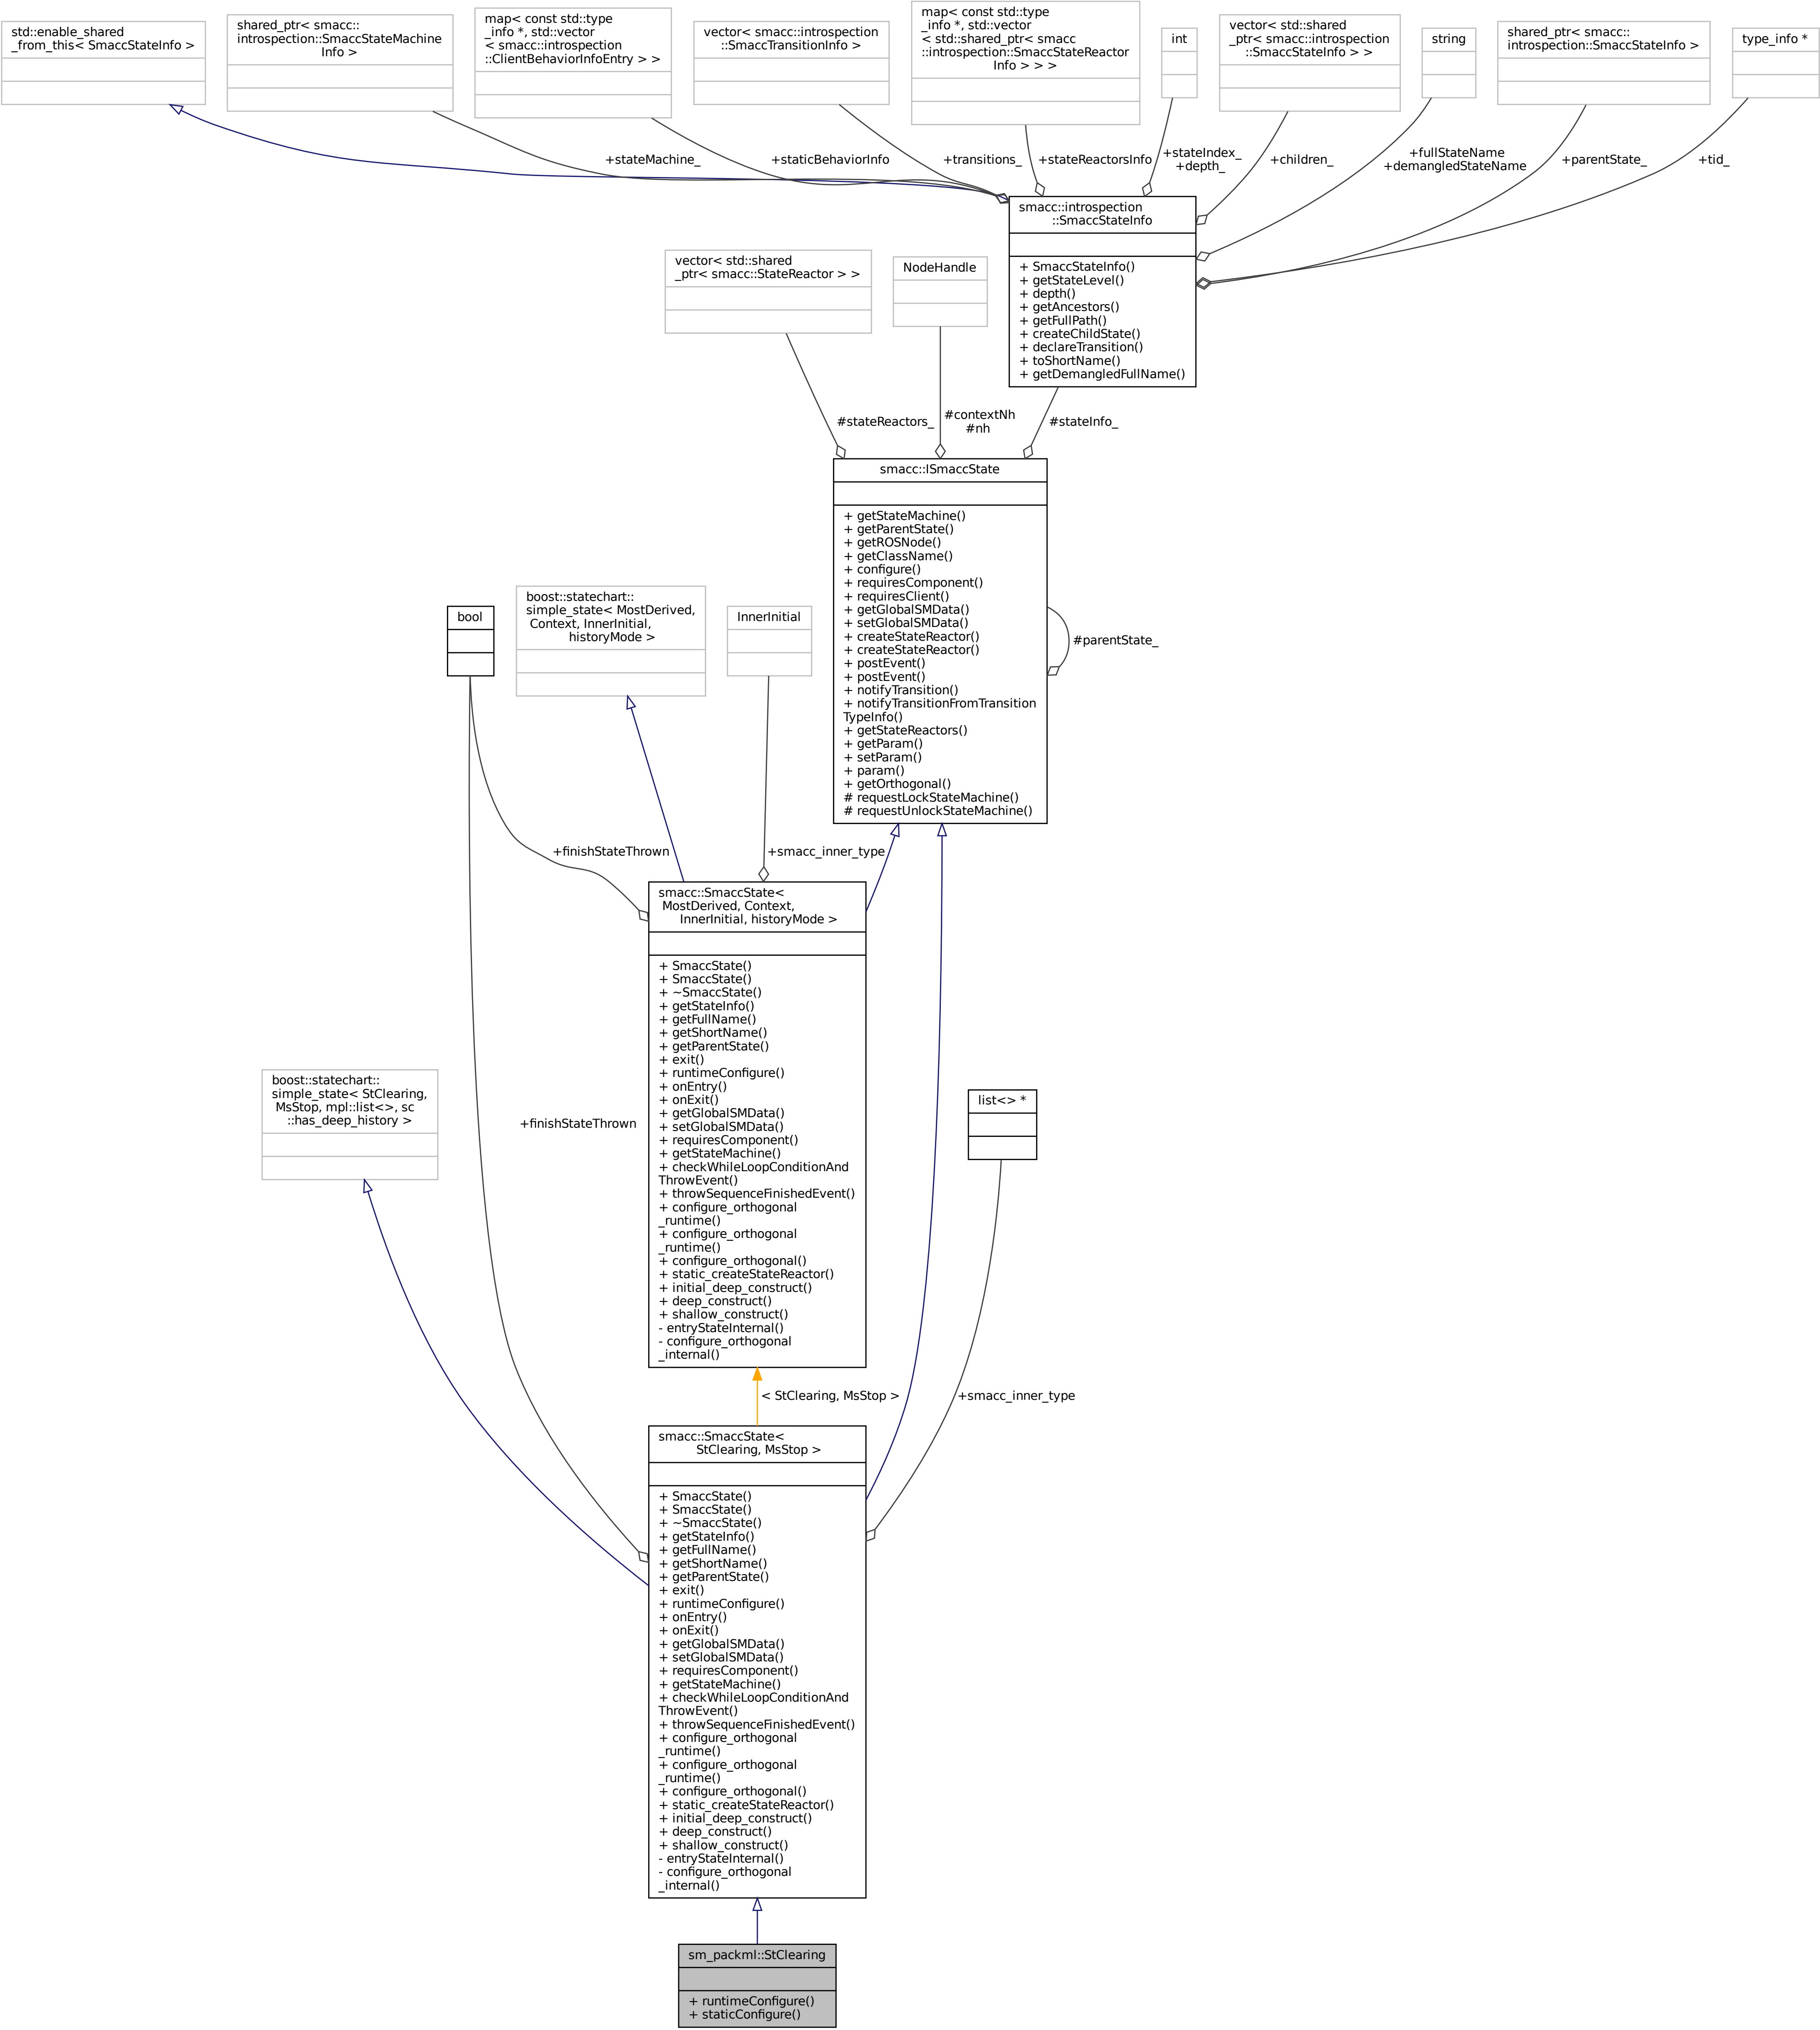 std::enable_shared
_from_this< SmaccStateInfo >
shared_ptr< smacc::
introspection::SmaccStateMachine
Info >
map< const std::type
_info *, std::vector
< smacc::introspection
::ClientBehaviorInfoEntry > >
vector< smacc::introspection
::SmaccTransitionInfo >
map< const std::type
_info *, std::vector
< std::shared_ptr< smacc
::introspection::SmaccStateReactor
Info > > >
int
vector< std::shared
_ptr< smacc::introspection
::SmaccStateInfo > >
string
shared_ptr< smacc::
introspection::SmaccStateInfo >
type_info *
+stateMachine_
+staticBehaviorInfo
+transitions_
+stateReactorsInfo
+stateIndex_
+depth_
+children_
+fullStateName
+demangledStateName
+parentState_
+tid_
smacc::introspection
::SmaccStateInfo
+ SmaccStateInfo()
+ getStateLevel()
+ depth()
+ getAncestors()
+ getFullPath()
+ createChildState()
+ declareTransition()
+ toShortName()
+ getDemangledFullName()
vector< std::shared
_ptr< smacc::StateReactor > >
NodeHandle
#stateReactors_
#contextNh
#nh
#stateInfo_
smacc::ISmaccState
+ getStateMachine()
+ getParentState()
+ getROSNode()
+ getClassName()
+ configure()
+ requiresComponent()
+ requiresClient()
+ getGlobalSMData()
+ setGlobalSMData()
+ createStateReactor()
+ createStateReactor()
+ postEvent()
+ postEvent()
+ notifyTransition()
+ notifyTransitionFromTransition
TypeInfo()
+ getStateReactors()
+ getParam()
+ setParam()
+ param()
+ getOrthogonal()
# requestLockStateMachine()
# requestUnlockStateMachine()
#parentState_
bool
boost::statechart::
simple_state< MostDerived,
Context, InnerInitial,
historyMode >
InnerInitial
+finishStateThrown
+smacc_inner_type
smacc::SmaccState<
MostDerived, Context,
InnerInitial, historyMode >
+ SmaccState()
+ SmaccState()
+ ~SmaccState()
+ getStateInfo()
+ getFullName()
+ getShortName()
+ getParentState()
+ exit()
+ runtimeConfigure()
+ onEntry()
+ onExit()
+ getGlobalSMData()
+ setGlobalSMData()
+ requiresComponent()
+ getStateMachine()
+ checkWhileLoopConditionAnd
ThrowEvent()
+ throwSequenceFinishedEvent()
+ configure_orthogonal
_runtime()
+ configure_orthogonal
_runtime()
+ configure_orthogonal()
+ static_createStateReactor()
+ initial_deep_construct()
+ deep_construct()
+ shallow_construct()
- entryStateInternal()
- configure_orthogonal
_internal()
boost::statechart::
simple_state< StClearing,
MsStop, mpl::list<>, sc
::has_deep_history >
+finishStateThrown
list<> *
< StClearing, MsStop >
+smacc_inner_type
smacc::SmaccState<
StClearing, MsStop >
+ SmaccState()
+ SmaccState()
+ ~SmaccState()
+ getStateInfo()
+ getFullName()
+ getShortName()
+ getParentState()
+ exit()
+ runtimeConfigure()
+ onEntry()
+ onExit()
+ getGlobalSMData()
+ setGlobalSMData()
+ requiresComponent()
+ getStateMachine()
+ checkWhileLoopConditionAnd
ThrowEvent()
+ throwSequenceFinishedEvent()
+ configure_orthogonal
_runtime()
+ configure_orthogonal
_runtime()
+ configure_orthogonal()
+ static_createStateReactor()
+ initial_deep_construct()
+ deep_construct()
+ shallow_construct()
- entryStateInternal()
- configure_orthogonal
_internal()
sm_packml::StClearing
+ runtimeConfigure()
+ staticConfigure()